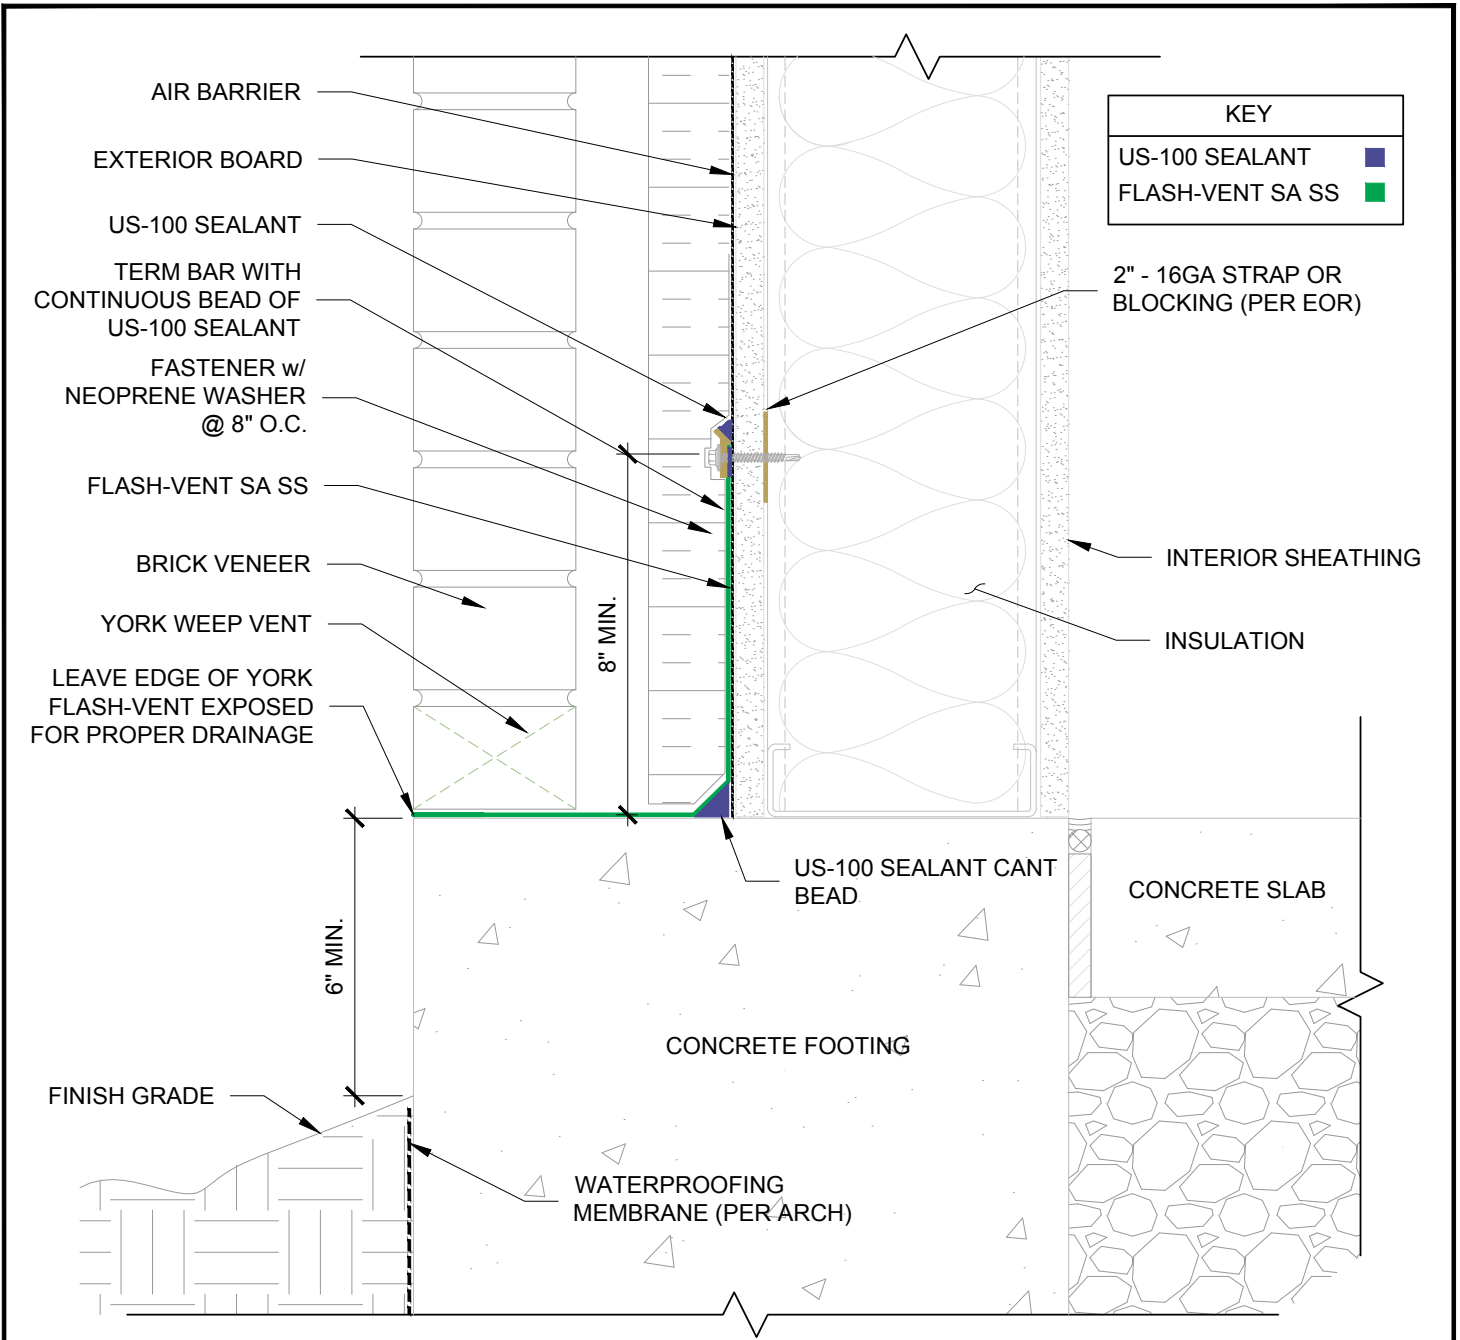 AIR BARRIER
EXTERIOR BOARD
US-100 SEALANT
TERM BAR WITH
CONTINUOUS BEAD OF
US-100 SEALANT
FASTENER w/
NEOPRENE WASHER
@ 8" O.C.
FLASH-VENT SA SS
BRICK VENEER
YORK WEEP VENT
LEAVE EDGE OF YORK
FLASH-VENT EXPOSED
FOR PROPER DRAINAGE
KEY
US-100 SEALANT
FLASH-VENT SA SS
2" - 16GA STRAP OR
BLOCKING (PER EOR)
8" MIN.
INTERIOR SHEATHING
INSULATION
US-100 SEALANT CANT
BEAD
CONCRETE SLAB
6" MIN.
CONCRETE FOOTING
FINISH GRADE
WATERPROOFING
MEMBRANE (PER ARCH)